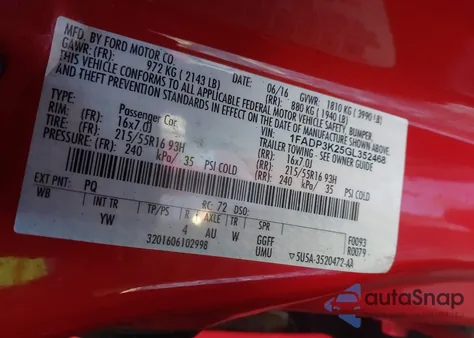 MFD. BY FORD MOTOR CO.
DATE: 06/16 GVWR: 1810 KG ( 3990 LB)
GAWR: (FR): 972 KG ( 2143 LB) (RR): 880 KG ( 1940 LB)
THIS VEHICLE CONFORMS TO ALL APPLICABLE FEDERAL MOTOR VEHICLE SAFETY, BUMPER,
AND THEFT PREVENTION STANDARDS IN EFFECT ON THE DATE OF MANUFACTURE SHOWN ABOVE.
VIN: 1FADP3K25GL352468
TYPE: Passenger Car TRAILER TOWING - SEE OWNER GUIDE
RIM: (FR): 16x7.0J (RR): 16x7.0J
TIRE: (FR): 215/55R16 93H (RR): 215/55R16 93H
(FR): 240 kPa/ 35 PSI COLD (RR): 240 kPa/ 35 PSI COLD
EXT PNT: PQ RC: 72 DSO:
WB INT TR TP/PS R AXLE TR SPR F0093
YW 4 AU W GGFF R0079
UMU
3201606102998 5U5A-3520472-AA
autoSnap